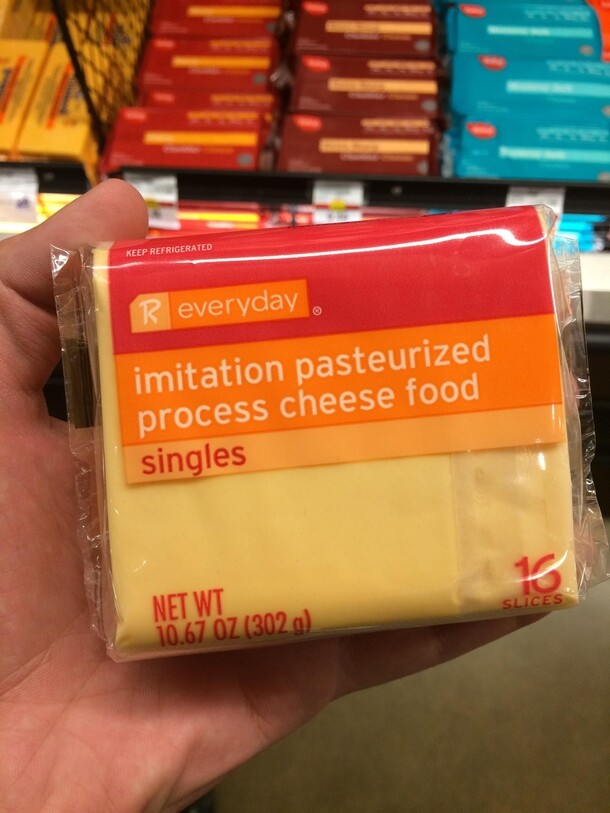 KEEP REFRIGERATED
R everyday ®
imitation pasteurized
process cheese food
singles
NET WT
10.67 OZ (302 g)
16
SLICES